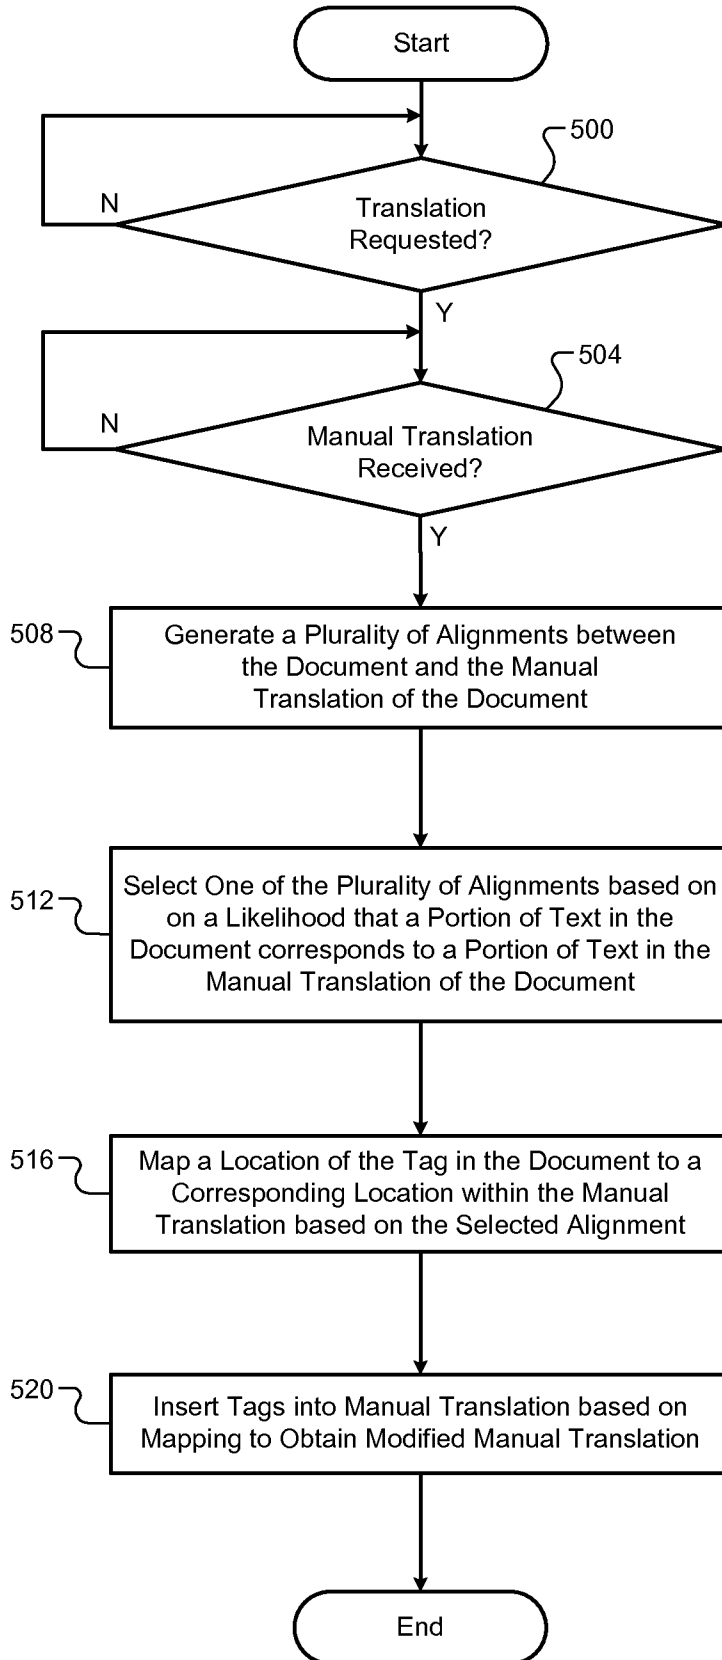 Start
500
N
Translation
Requested?
Y
504
N
Manual Translation
Received?
Y
508
Generate a Plurality of Alignments between
the Document and the Manual
Translation of the Document
512
Select One of the Plurality of Alignments based on
on a Likelihood that a Portion of Text in the
Document corresponds to a Portion of Text in the
Manual Translation of the Document
516
Map a Location of the Tag in the Document to a
Corresponding Location within the Manual
Translation based on the Selected Alignment
520
Insert Tags into Manual Translation based on
Mapping to Obtain Modified Manual Translation
End